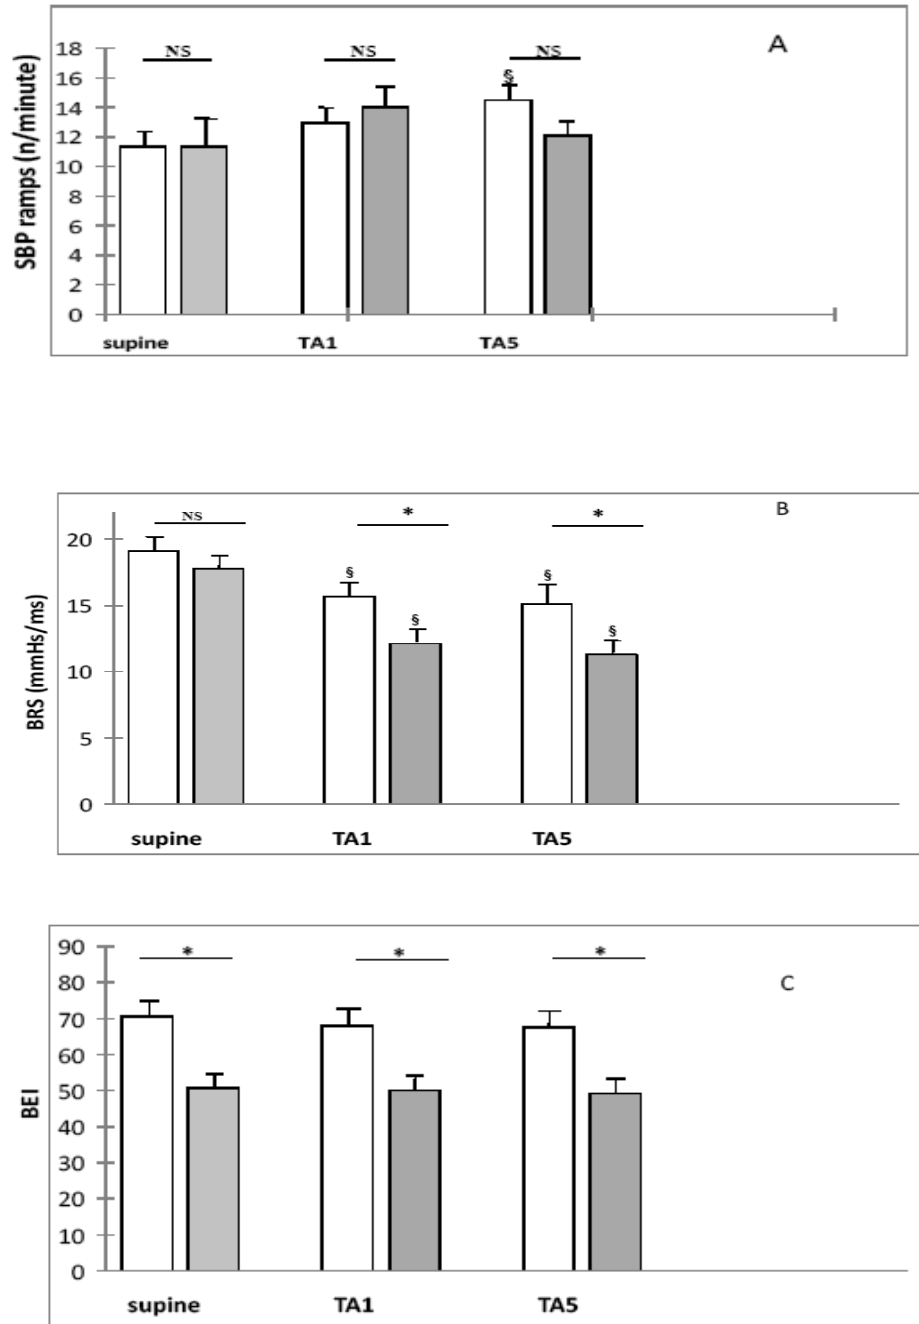 A
NS NS NS
18
16
14
12
10
8
6
4
2
0
§
SBP ramps (n/minute)
supine TA1 TA5
B
NS * *
20
15
10
5
0
§ § § §
BRS (mmHs/ms)
supine TA1 TA5
C
* * *
90
80
70
60
50
40
30
20
10
0
BEI
supine TA1 TA5